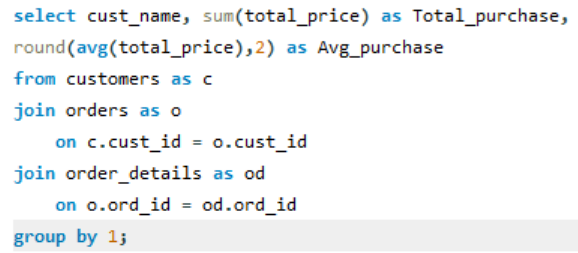 select cust_name, sum(total_price) as Total_purchase,
round(avg(total_price),2) as Avg_purchase
from customers as c
join orders as o
    on c.cust_id = o.cust_id
join order_details as od
    on o.ord_id = od.ord_id
group by 1;